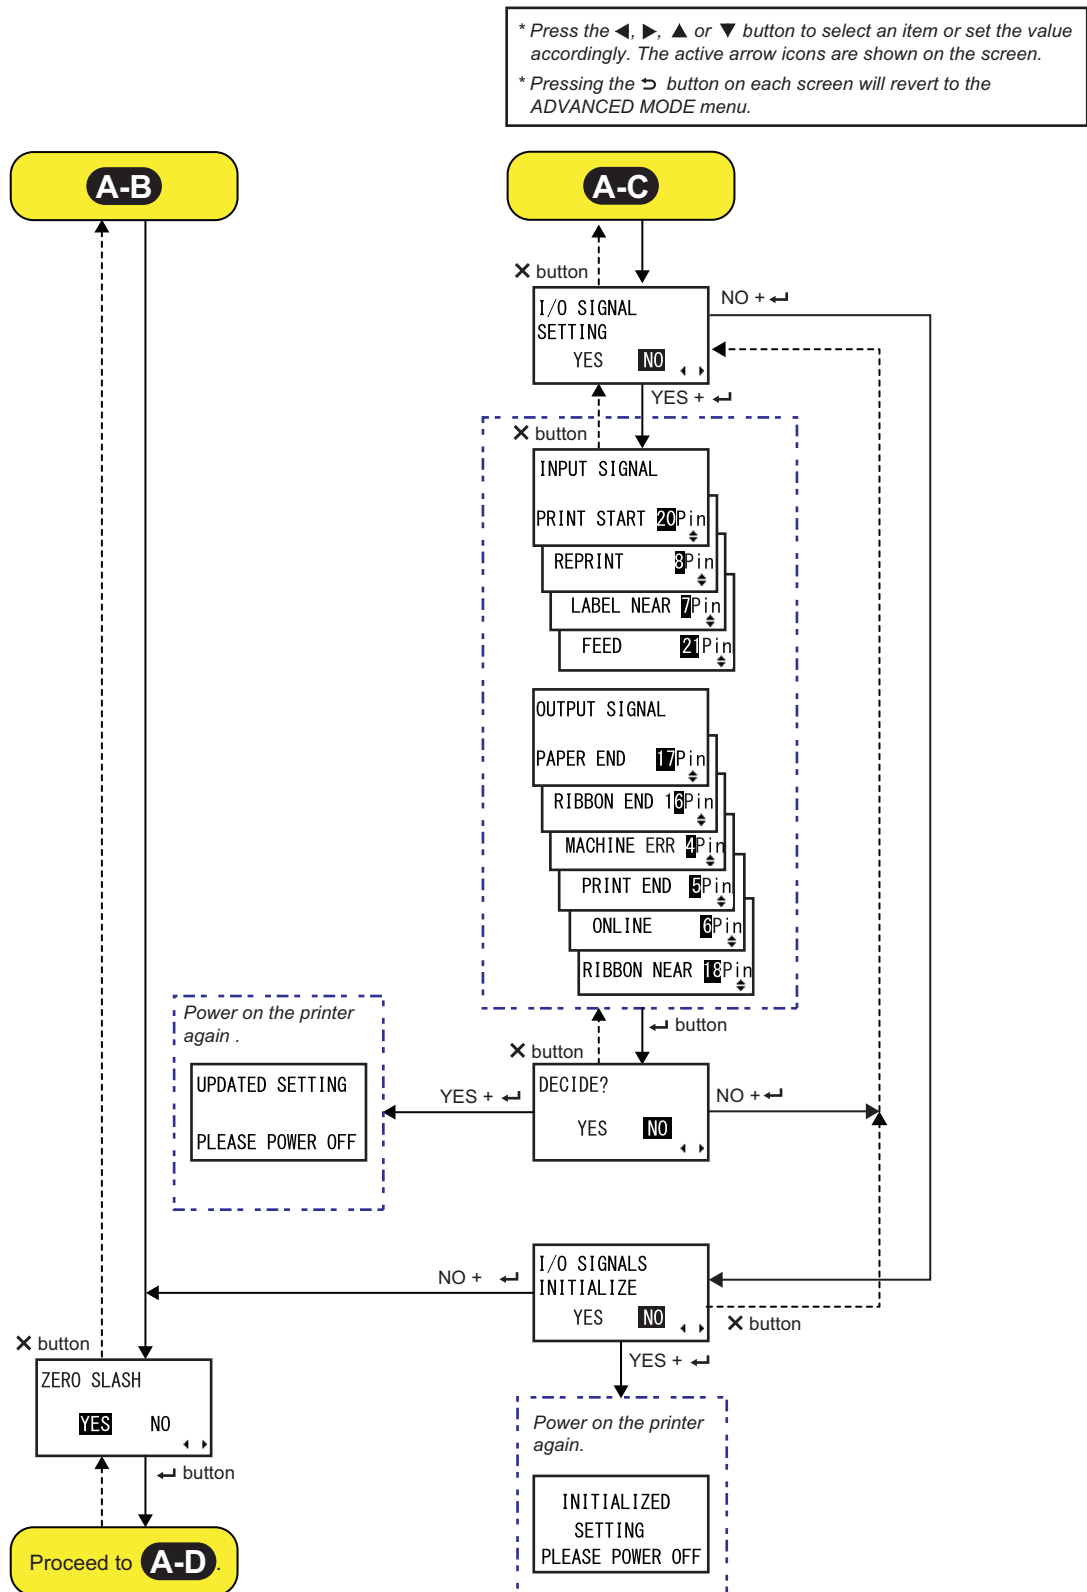 * Press the ◀, ▶, ▲ or ▼ button to select an item or set the value
accordingly. The active arrow icons are shown on the screen.
* Pressing the ⮌ button on each screen will revert to the
ADVANCED MODE menu.
A-B
A-C
✕ button
I/O SIGNAL
SETTING
YES NO
NO + ↵
YES + ↵
✕ button
INPUT SIGNAL
PRINT START 20Pin
REPRINT 8Pin
LABEL NEAR 7Pin
FEED 21Pin
OUTPUT SIGNAL
PAPER END 17Pin
RIBBON END 16Pin
MACHINE ERR 4Pin
PRINT END 5Pin
ONLINE 6Pin
RIBBON NEAR 18Pin
Power on the printer
again .
UPDATED SETTING
PLEASE POWER OFF
↵ button
✕ button
YES + ↵
DECIDE?
YES NO
NO + ↵
I/O SIGNALS
INITIALIZE
YES NO
NO + ↵
✕ button
YES + ↵
✕ button
ZERO SLASH
YES NO
↵ button
Power on the printer
again.
INITIALIZED
SETTING
PLEASE POWER OFF
Proceed to A-D.